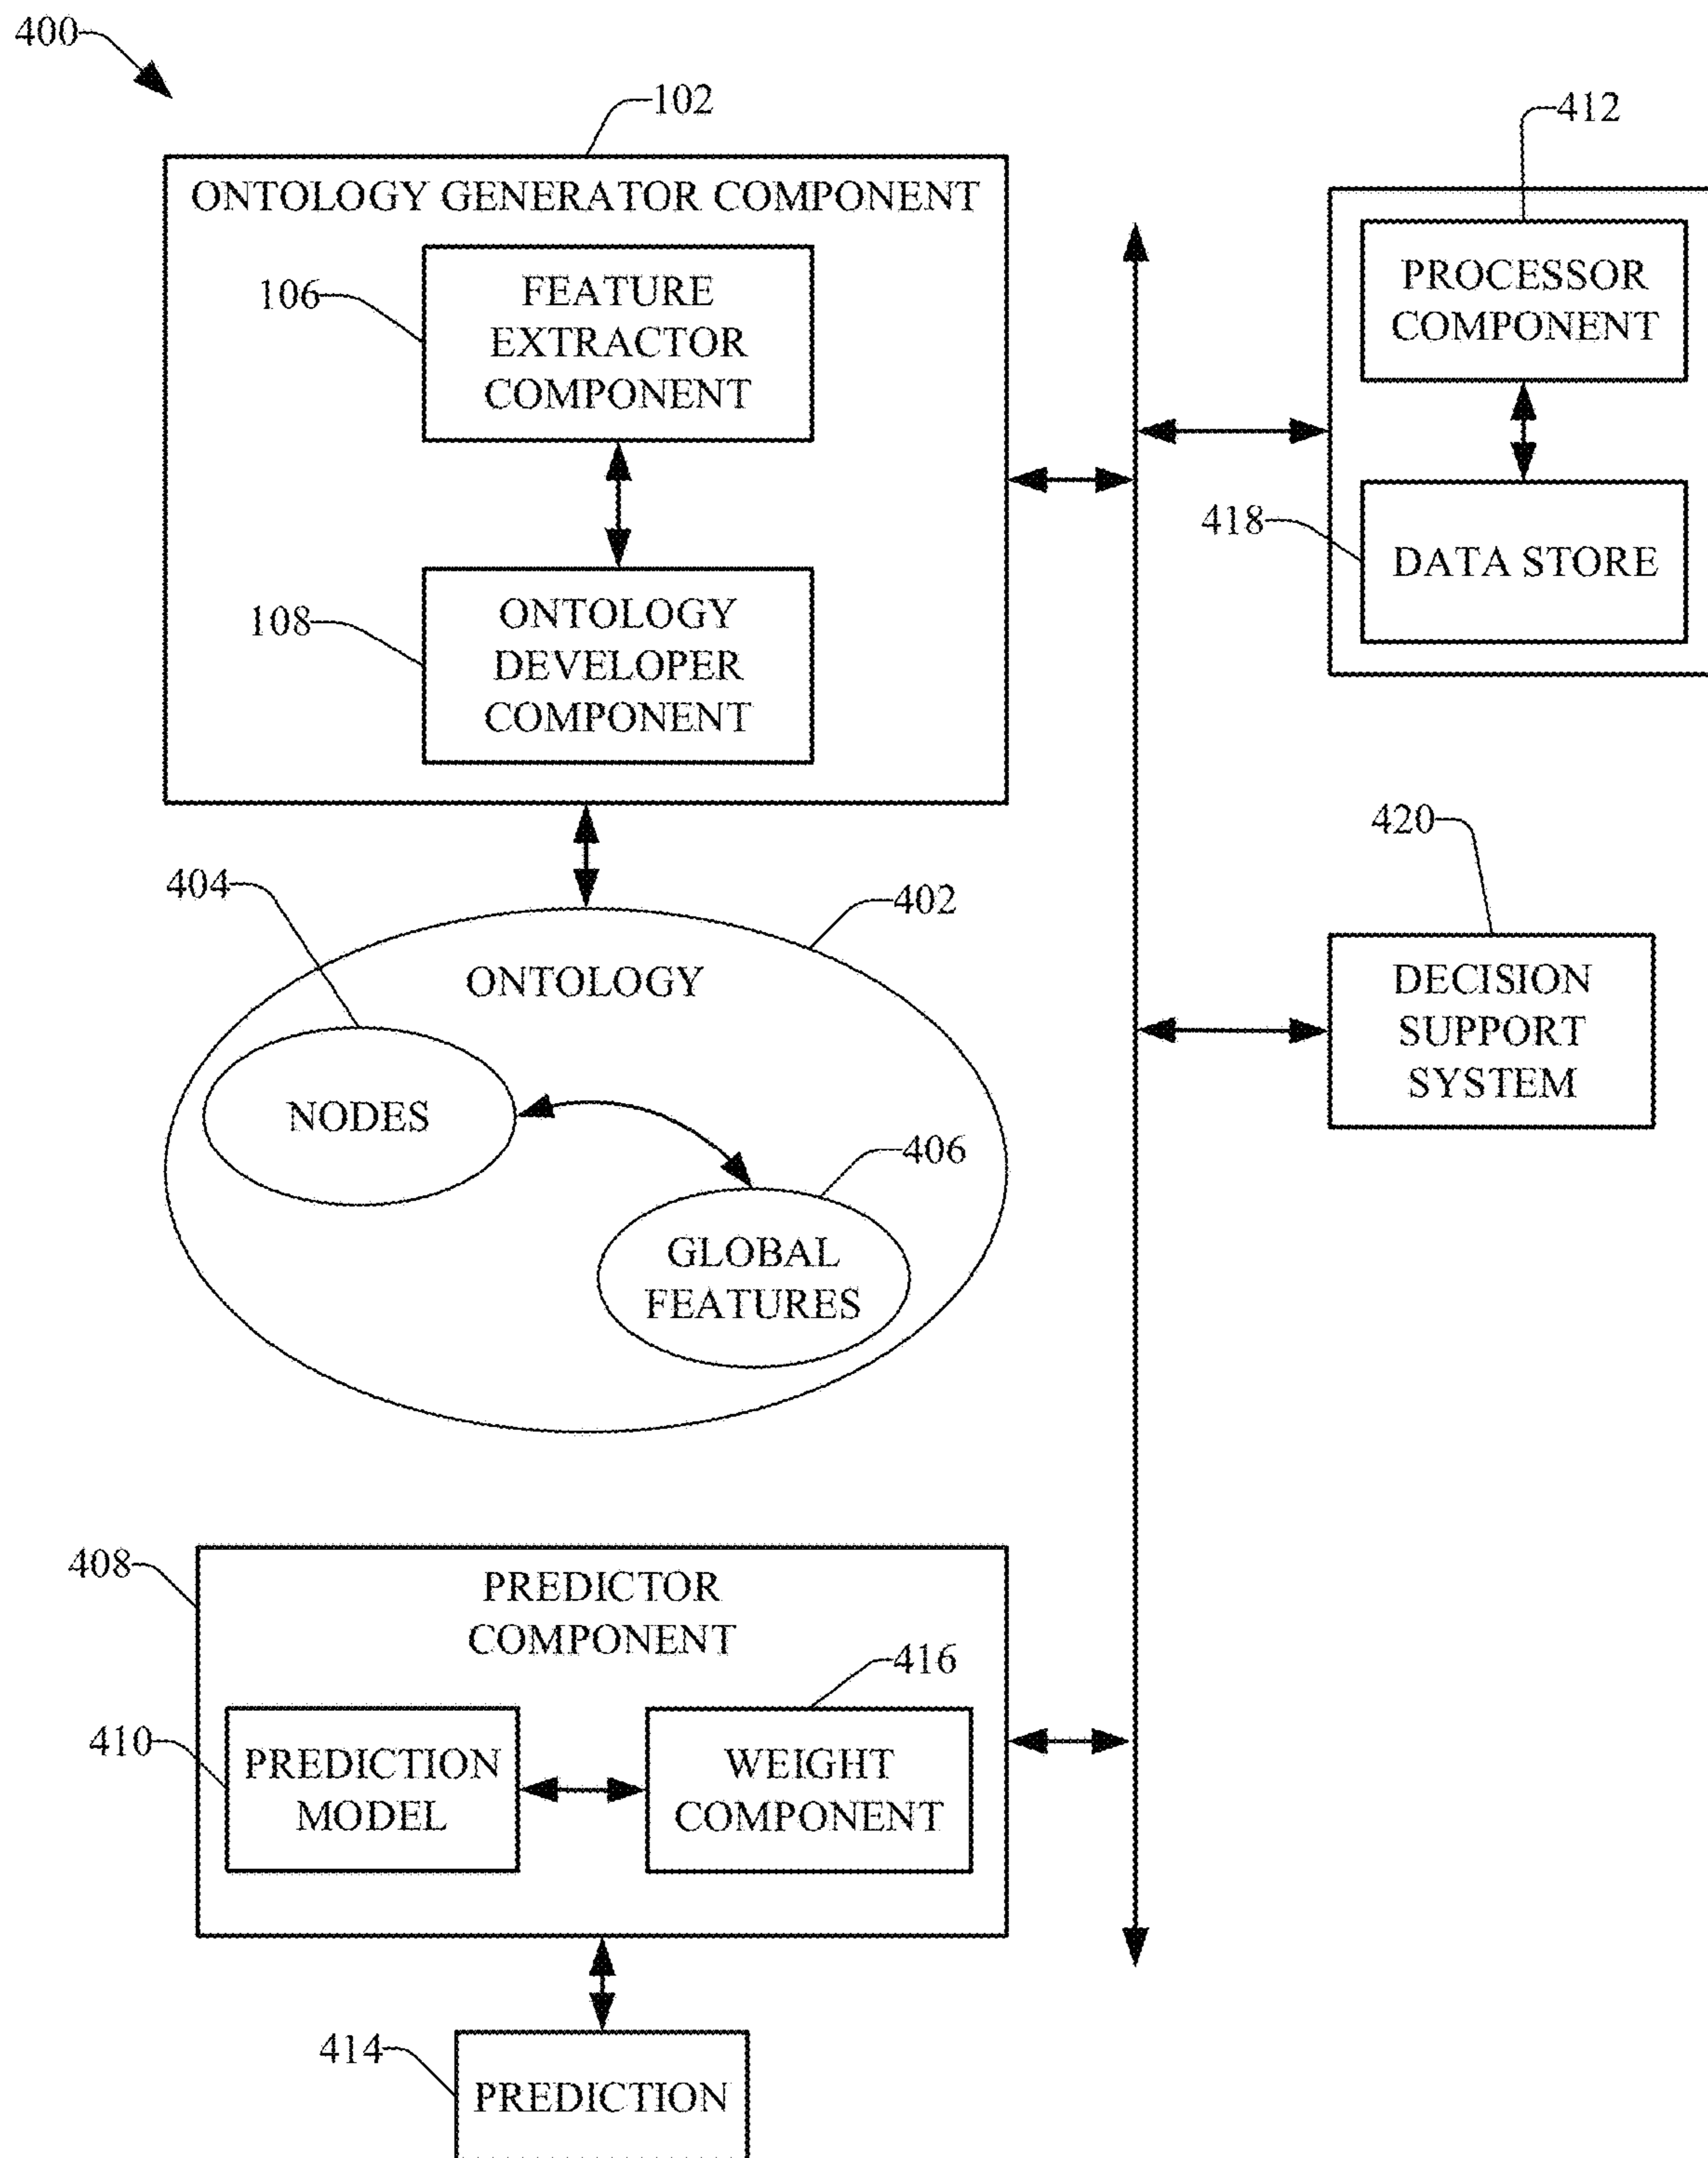 400
102
ONTOLOGY GENERATOR COMPONENT
106
FEATURE
EXTRACTOR
COMPONENT
108
ONTOLOGY
DEVELOPER
COMPONENT
412
PROCESSOR
COMPONENT
418
DATA STORE
404
402
ONTOLOGY
NODES
406
GLOBAL
FEATURES
420
DECISION
SUPPORT
SYSTEM
408
PREDICTOR
COMPONENT
416
410
PREDICTION
MODEL
WEIGHT
COMPONENT
414
PREDICTION